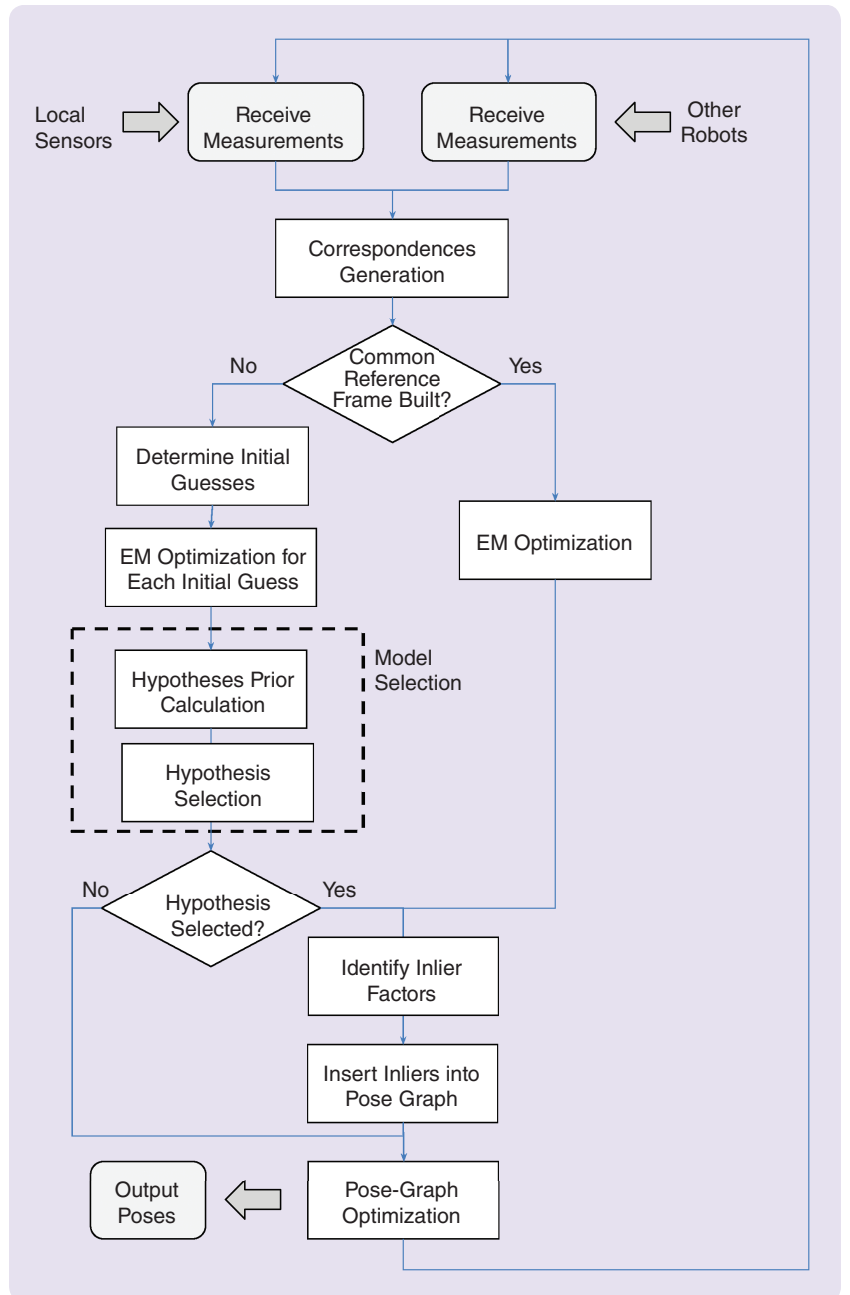 Local
Sensors
Receive
Measurements
Receive
Measurements
Other
Robots
Correspondences
Generation
Common
Reference
Frame Built?
No
Yes
Determine Initial
Guesses
EM Optimization for
Each Initial Guess
EM Optimization
Model
Selection
Hypotheses Prior
Calculation
Hypothesis
Selection
No
Yes
Hypothesis
Selected?
Identify Inlier
Factors
Insert Inliers into
Pose Graph
Pose-Graph
Optimization
Output
Poses